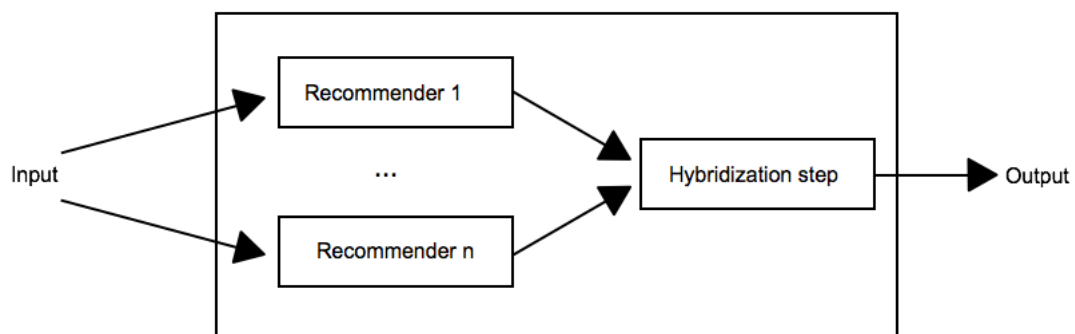 Recommender 1
Input
...
Hybridization step
Output
Recommender n